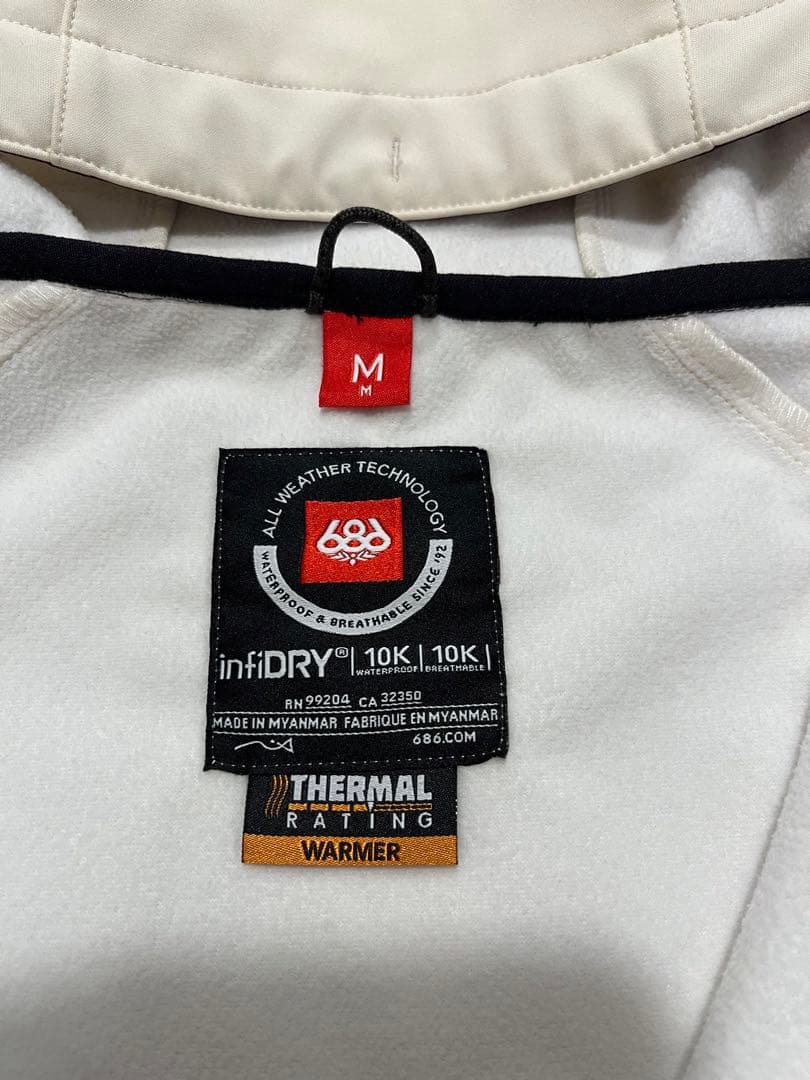 M
M
ALL WEATHER TECHNOLOGY
686
WATERPROOF & BREATHABLE SINCE '92
infiDRY® | 10K | 10K |
WATERPROOF BREATHABLE
RN 99204 CA 32350
MADE IN MYANMAR FABRIQUE EN MYANMAR
686.COM
THERMAL
RATING
WARMER